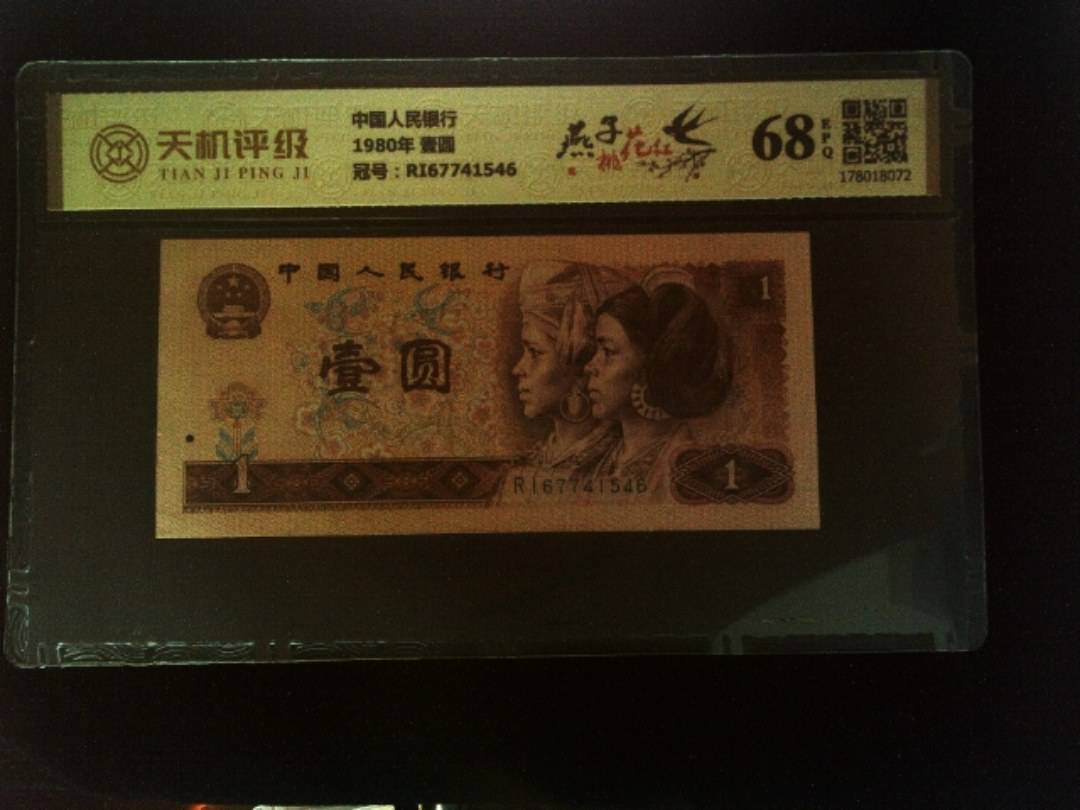 天机评级
TIAN JI PING JI
中国人民银行
1980年 壹圆
冠号：RI67741546
燕子桃花红
68
EPQ
178018072
中国人民银行
1
壹圆
1
RI67741546
1